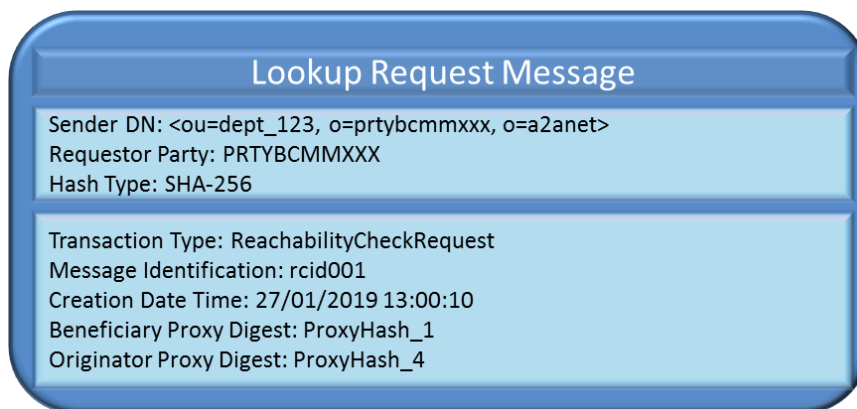 Lookup Request Message
Sender DN: <ou=dept_123, o=prtybcmmxxx, o=a2anet>
Requestor Party: PRTYBCMMXXX
Hash Type: SHA-256
Transaction Type: ReachabilityCheckRequest
Message Identification: rcid001
Creation Date Time: 27/01/2019 13:00:10
Beneficiary Proxy Digest: ProxyHash_1
Originator Proxy Digest: ProxyHash_4